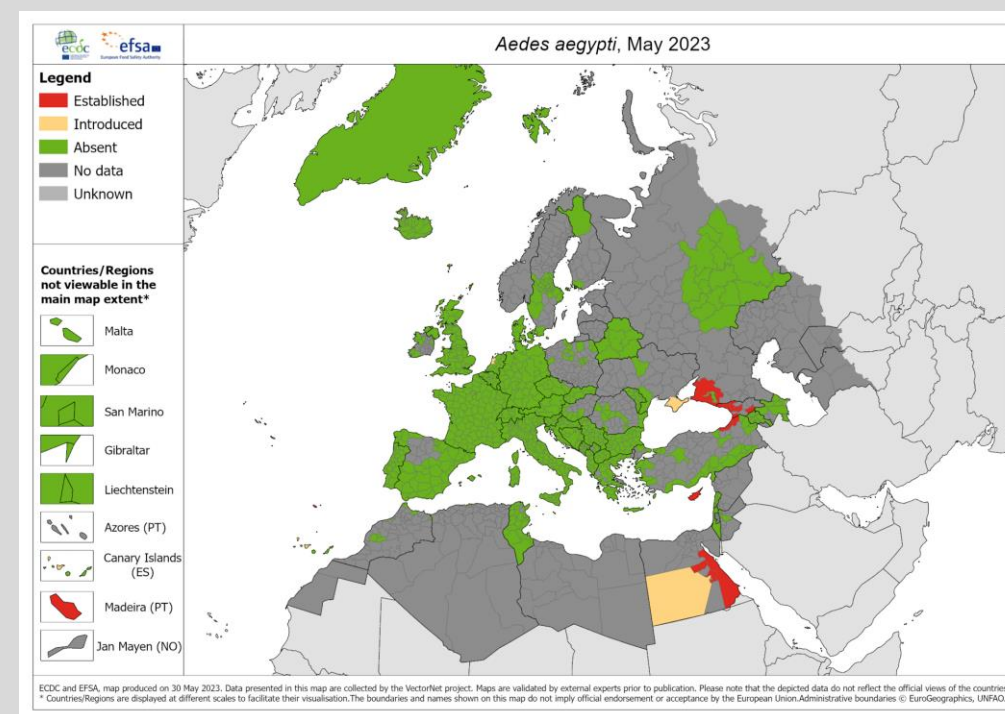 ecdc
efsa
European Food Safety Authority
Aedes aegypti, May 2023
Legend
Established
Introduced
Absent
No data
Unknown
Countries/Regions
not viewable in the
main map extent*
Malta
Monaco
San Marino
Gibraltar
Liechtenstein
Azores (PT)
Canary Islands
(ES)
Madeira (PT)
Jan Mayen (NO)
ECDC and EFSA, map produced on 30 May 2023. Data presented in this map are collected by the VectorNet project. Maps are validated by external experts prior to publication. Please note that the depicted data do not reflect the official views of the countries
* Countries/Regions are displayed at different scales to facilitate their visualisation.The boundaries and names shown on this map do not imply official endorsement or acceptance by the European Union.Administrative boundaries © EuroGeographics, UNFAO.